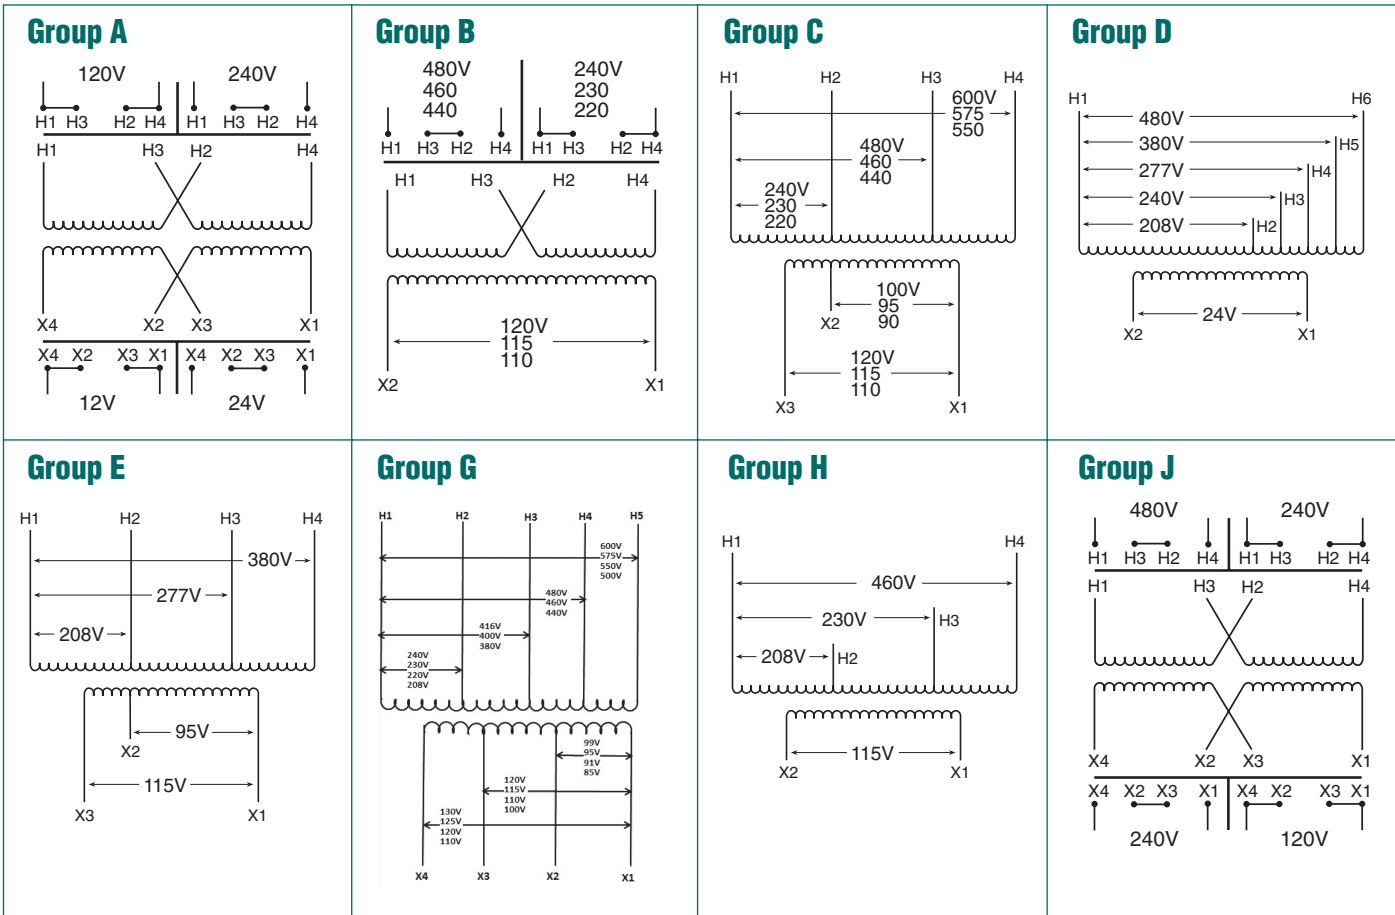 Group A
120V 240V
H1 H3 H2 H4 H1 H3 H2 H4
H1 H3 H2 H4
X4 X2 X3 X1
X4 X2 X3 X1 X4 X2 X3 X1
12V 24V
Group B
480V 240V
460 230
440 220
H1 H3 H2 H4 H1 H3 H2 H4
H1 H3 H2 H4
120V
115
110
X2 X1
Group C
H1 H2 H3 H4
600V
575
550
480V
460
440
240V
230
220
100V
95
90
X2
120V
115
110
X3 X1
Group D
H1 H6
480V
380V H5
277V H4
240V H3
208V H2
24V
X2 X1
Group E
H1 H2 H3 H4
380V
277V
208V
95V
X2
115V
X3 X1
Group G
H1 H2 H3 H4 H5
600V
575V
550V
500V
480V
460V
440V
416V
400V
380V
240V
230V
220V
208V
99V
95V
91V
85V
120V
115V
110V
100V
130V
125V
120V
110V
X4 X3 X2 X1
Group H
H1 H4
460V
230V H3
208V H2
115V
X2 X1
Group J
480V 240V
H1 H3 H2 H4 H1 H3 H2 H4
H1 H3 H2 H4
X4 X2 X3 X1
X4 X2 X3 X1 X4 X2 X3 X1
240V 120V